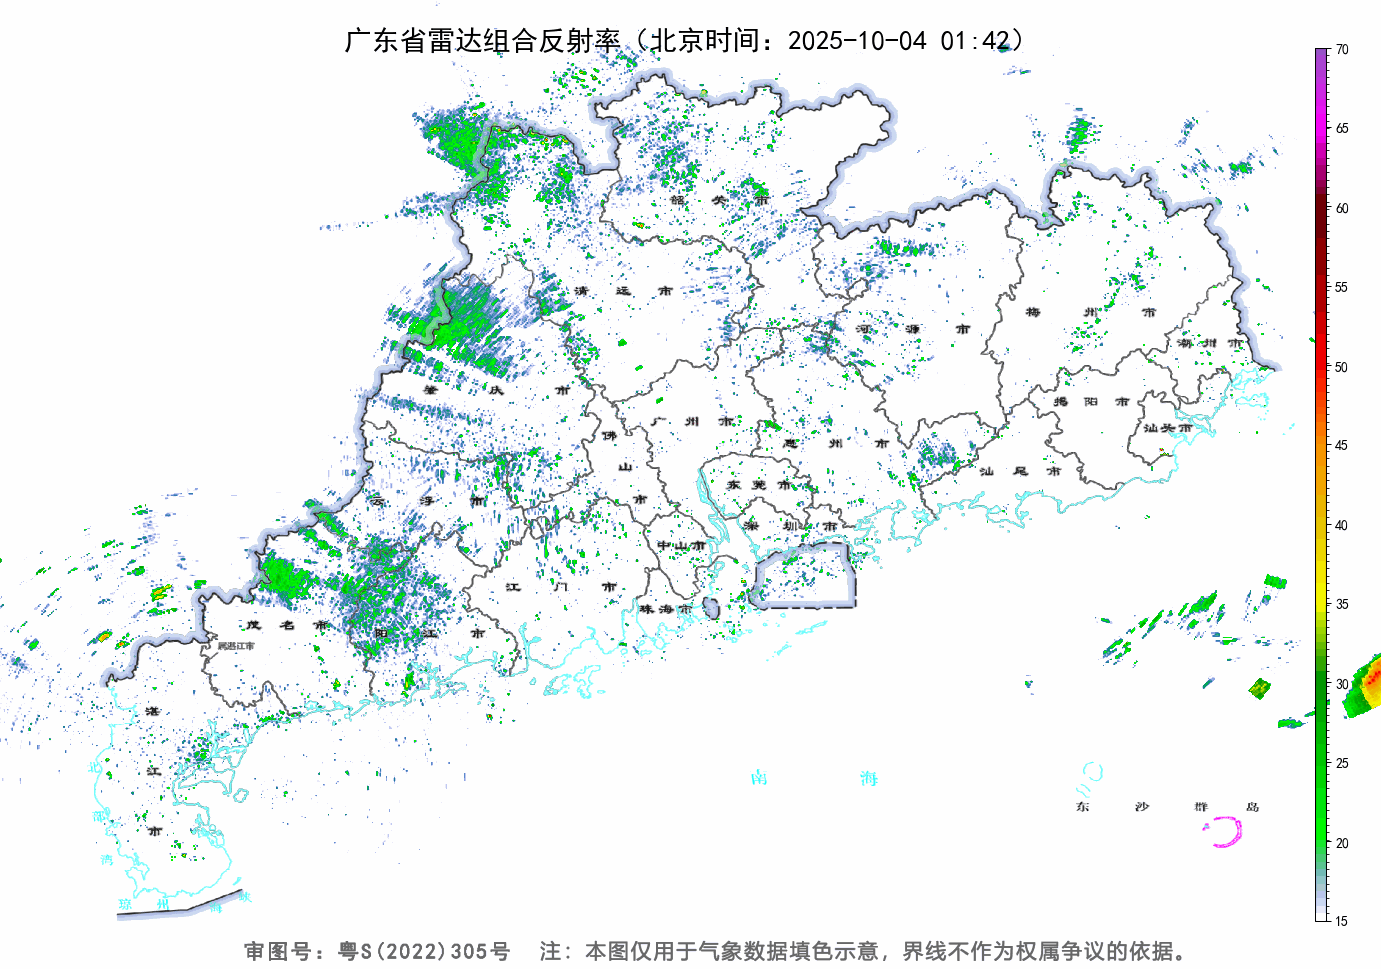 广东省雷达组合反射率（北京时间：2025-10-04 01:42）
70
65
60
55
50
45
40
35
30
25
20
15
韶关市
清远市
河源市
梅州市
潮州市
肇庆市
揭阳市
广州市
佛山市
惠州市
汕头市
汕尾市
东莞市
云浮市
深圳市
中山市
江门市
珠海市
茂名市
阳江市
属湛江市
湛江市
北部湾
南海
东沙群岛
琼州海峡
审图号：粤S(2022)305号 注：本图仅用于气象数据填色示意，界线不作为权属争议的依据。